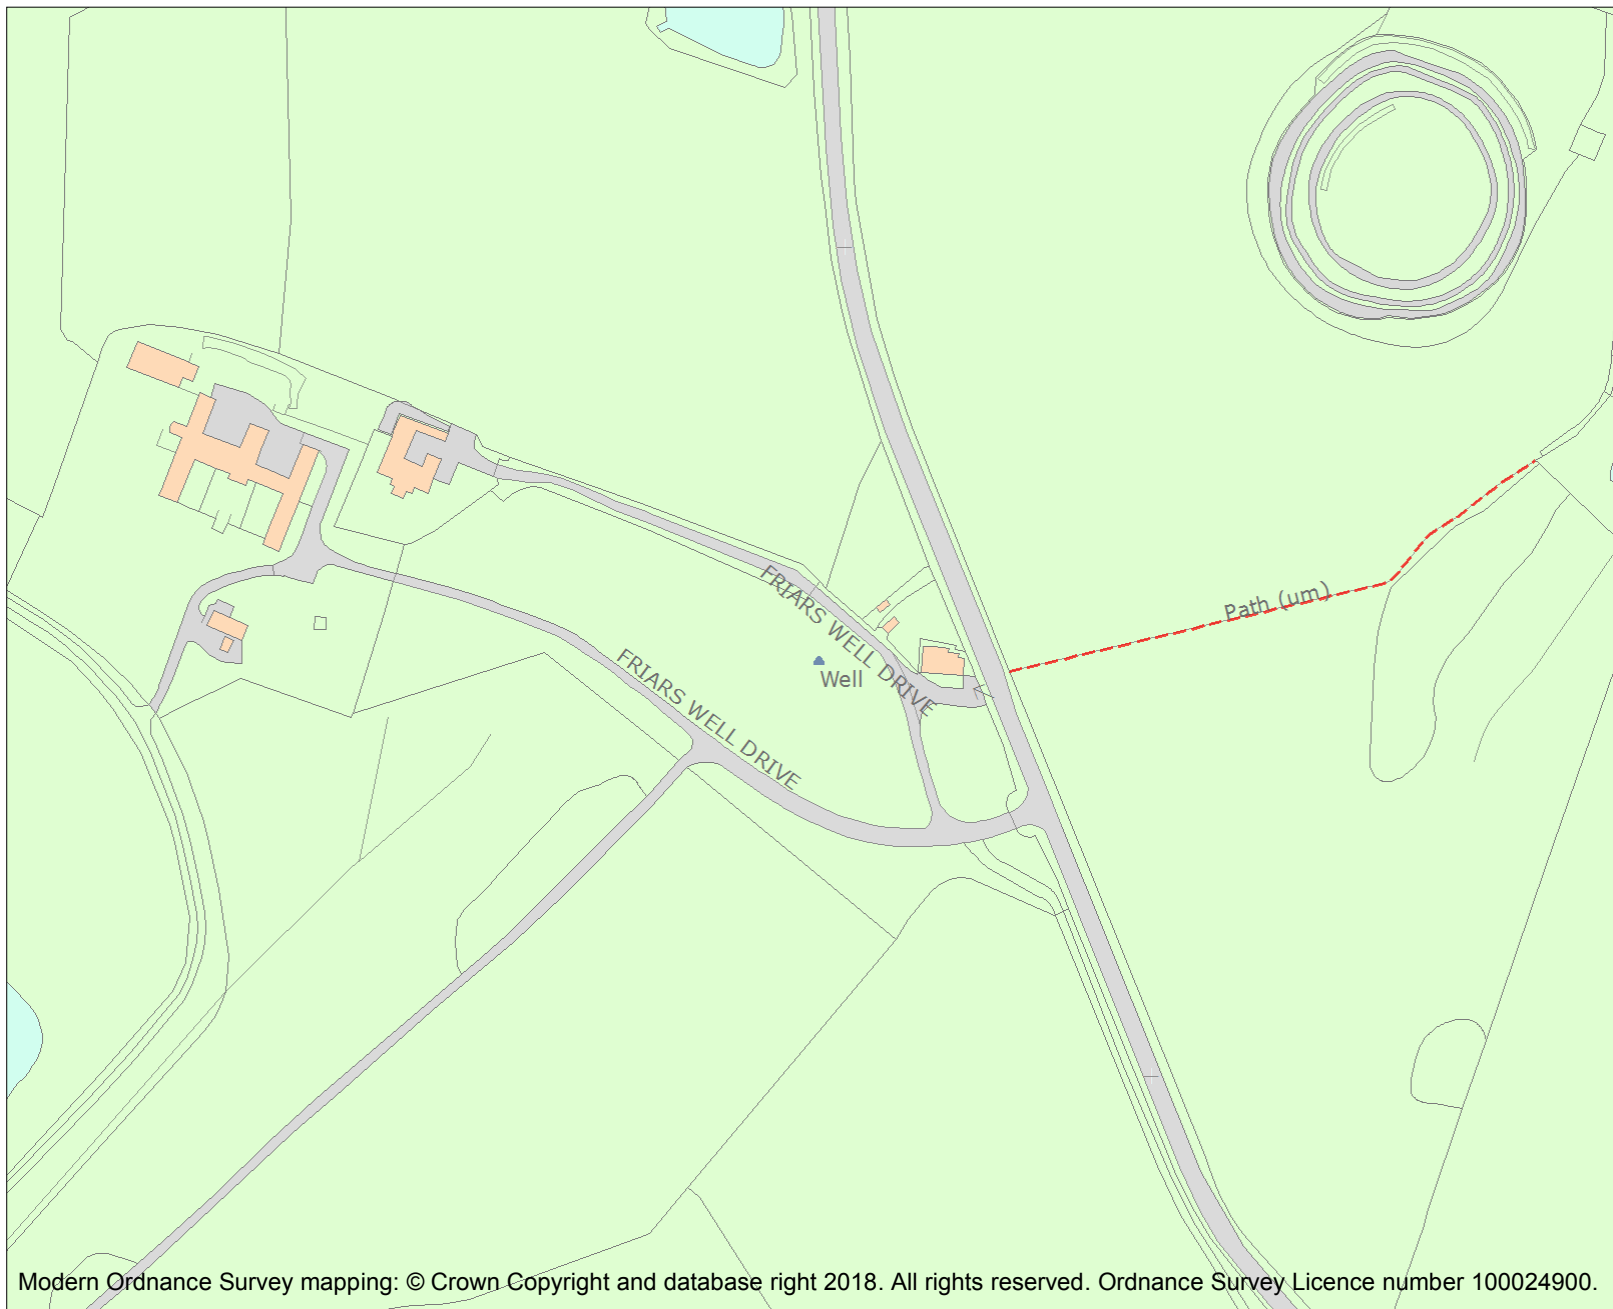 FRIARS WELL DRIVE
Path (um)
FRIARS WELL DRIVE
Well
Modern Ordnance Survey mapping: © Crown Copyright and database right 2018. All rights reserved. Ordnance Survey Licence number 100024900.